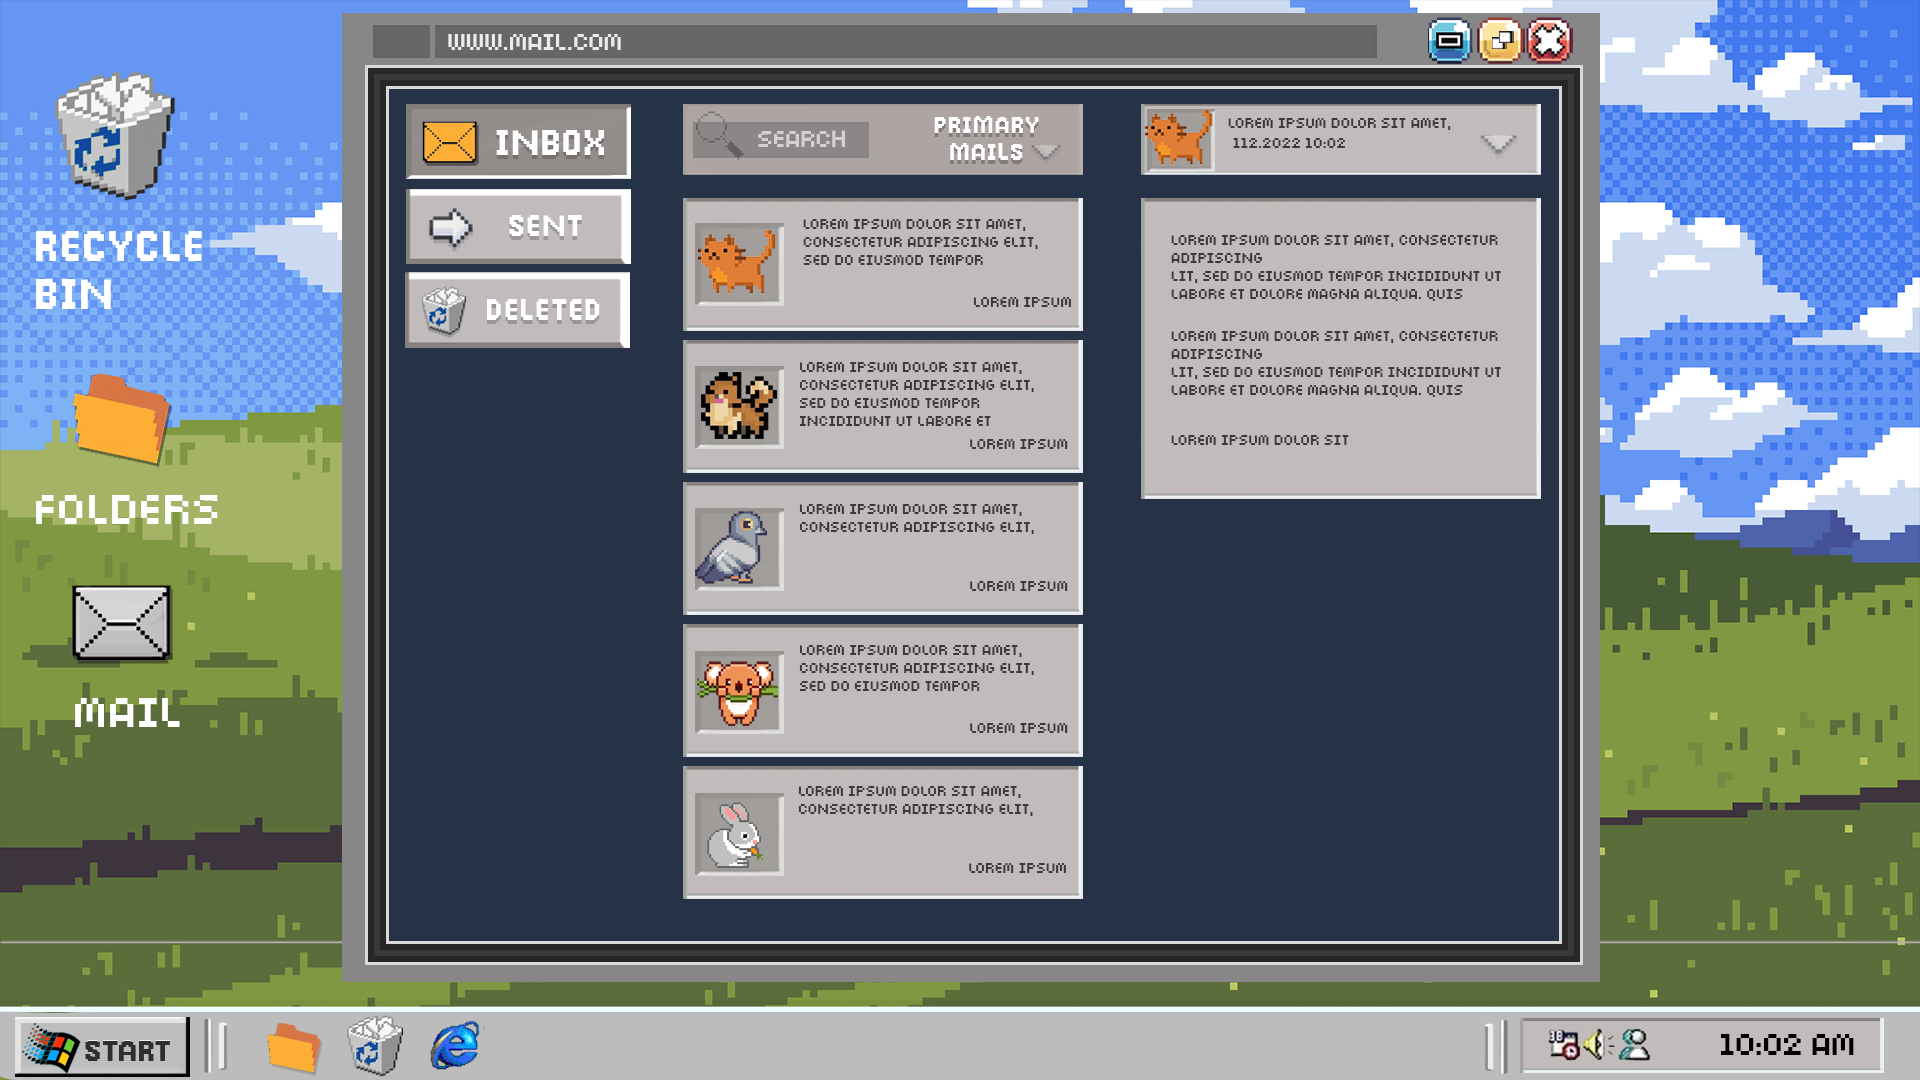 WWW.MAIL.COM
RECYCLE
BIN
FOLDERS
MAIL
INBOX
SENT
DELETED
SEARCH
PRIMARY
MAILS
LOREM IPSUM DOLOR SIT AMET,
CONSECTETUR ADIPISCING ELIT,
SED DO EIUSMOD TEMPOR
LOREM IPSUM
LOREM IPSUM DOLOR SIT AMET,
CONSECTETUR ADIPISCING ELIT,
SED DO EIUSMOD TEMPOR
INCIDIDUNT UT LABORE ET
LOREM IPSUM
LOREM IPSUM DOLOR SIT AMET,
CONSECTETUR ADIPISCING ELIT,
LOREM IPSUM
LOREM IPSUM DOLOR SIT AMET,
CONSECTETUR ADIPISCING ELIT,
SED DO EIUSMOD TEMPOR
LOREM IPSUM
LOREM IPSUM DOLOR SIT AMET,
CONSECTETUR ADIPISCING ELIT,
LOREM IPSUM
LOREM IPSUM DOLOR SIT AMET,
112.2022 10:02
LOREM IPSUM DOLOR SIT AMET, CONSECTETUR
ADIPISCING
LIT, SED DO EIUSMOD TEMPOR INCIDIDUNT UT
LABORE ET DOLORE MAGNA ALIQUA. QUIS
LOREM IPSUM DOLOR SIT AMET, CONSECTETUR
ADIPISCING
LIT, SED DO EIUSMOD TEMPOR INCIDIDUNT UT
LABORE ET DOLORE MAGNA ALIQUA. QUIS
LOREM IPSUM DOLOR SIT
START
10:02 AM